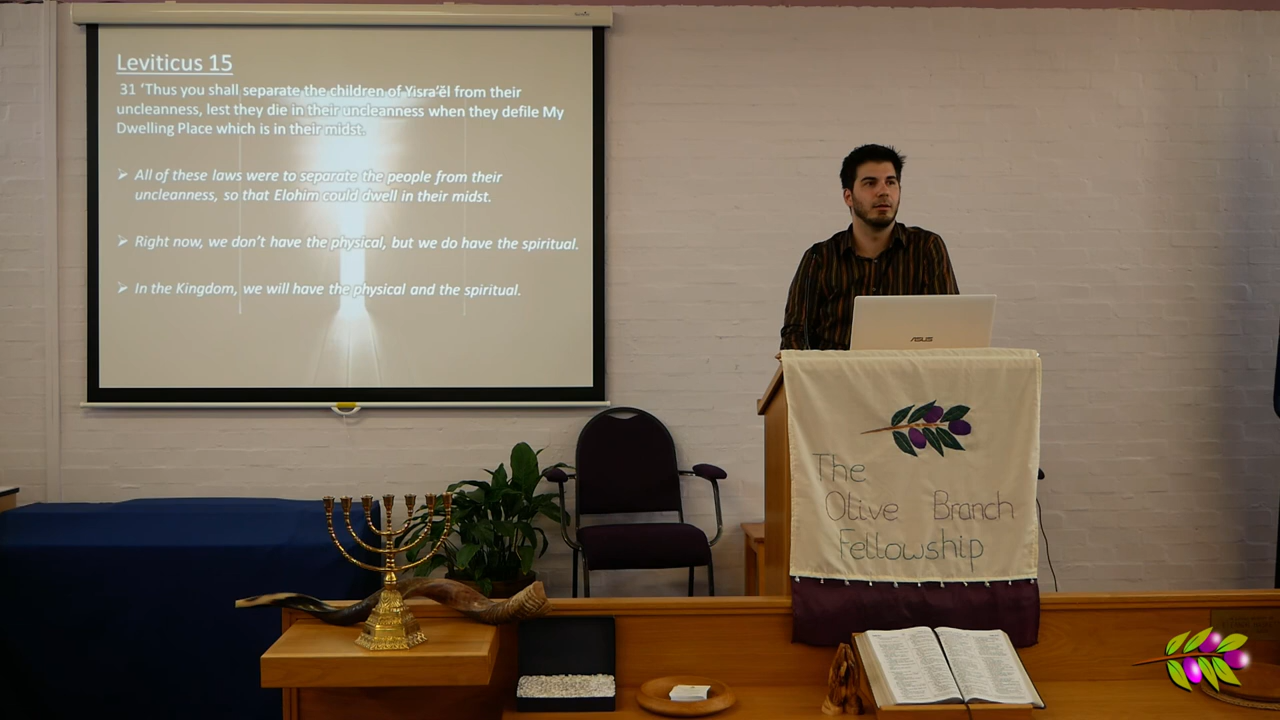 Leviticus 15
31 ‘Thus you shall separate the children of Yisra’ĕl from their
uncleanness, lest they die in their uncleanness when they defile My
Dwelling Place which is in their midst.
➢ All of these laws were to separate the people from their
uncleanness, so that Elohim could dwell in their midst.
➢ Right now, we don’t have the physical, but we do have the spiritual.
➢ In the Kingdom, we will have the physical and the spiritual.
ASUS
The
Olive Branch
Fellowship